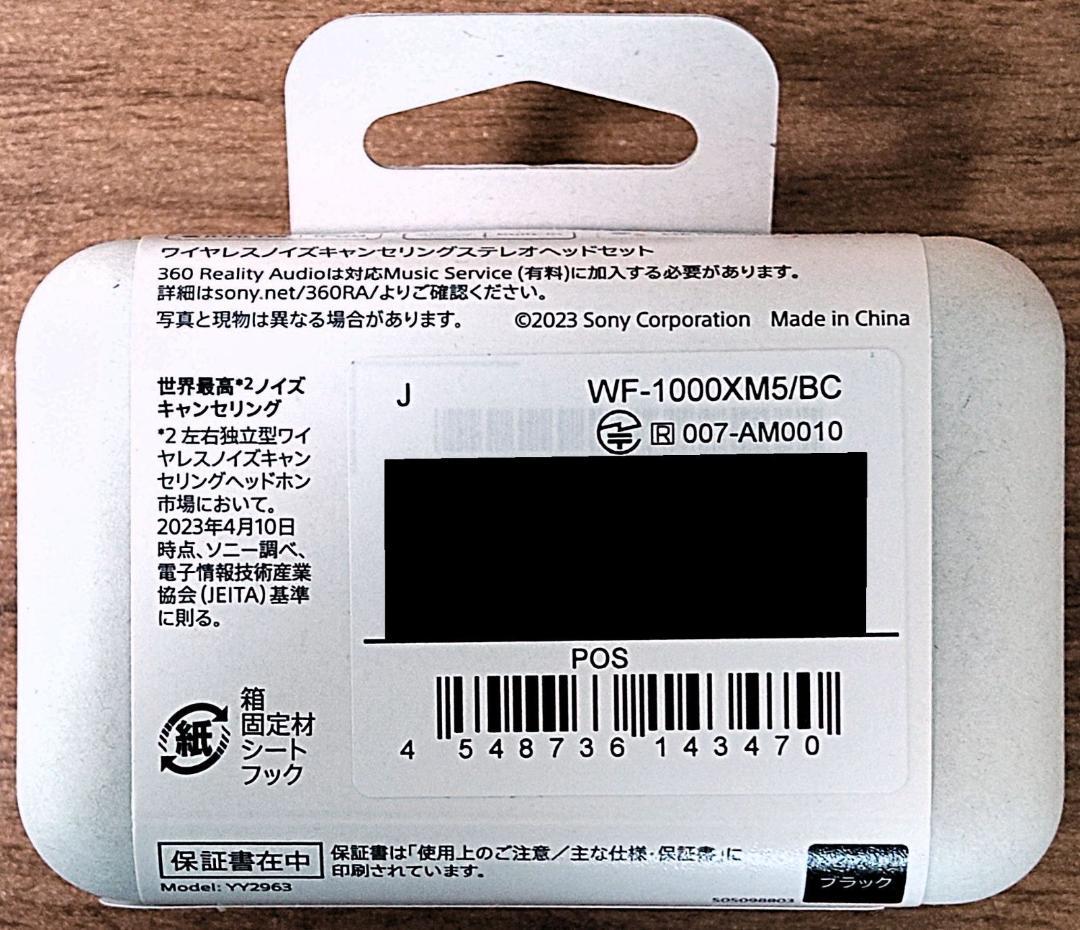 ワイヤレスノイズキャンセリングステレオヘッドセット
360 Reality Audioは対応Music Service (有料)に加入する必要があります。
詳細はsony.net/360RA/よりご確認ください。
写真と現物は異なる場合があります。 ©2023 Sony Corporation Made in China
世界最高*2ノイズ
キャンセリング
*2 左右独立型ワイ
ヤレスノイズキャン
セリングヘッドホン
市場において。
2023年4月10日
時点、ソニー調べ、
電子情報技術産業
協会(JEITA)基準
に則る。
J WF-1000XM5/BC
R 007-AM0010
POS
4 548736 143470
紙
箱
固定材
シート
フック
保証書在中
保証書は「使用上のご注意/主な仕様・保証書」に
印刷されています。
Model: YY2963
505098803
ブラック